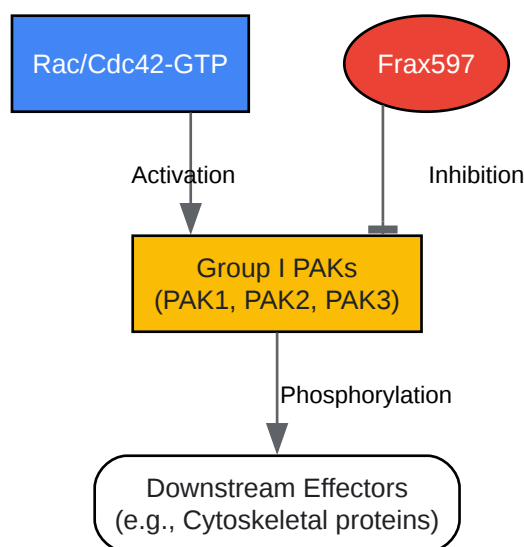 Rac/Cdc42-GTP
Frax597
Activation
Inhibition
Group I PAKs
(PAK1, PAK2, PAK3)
Phosphorylation
Downstream Effectors
(e.g., Cytoskeletal proteins)